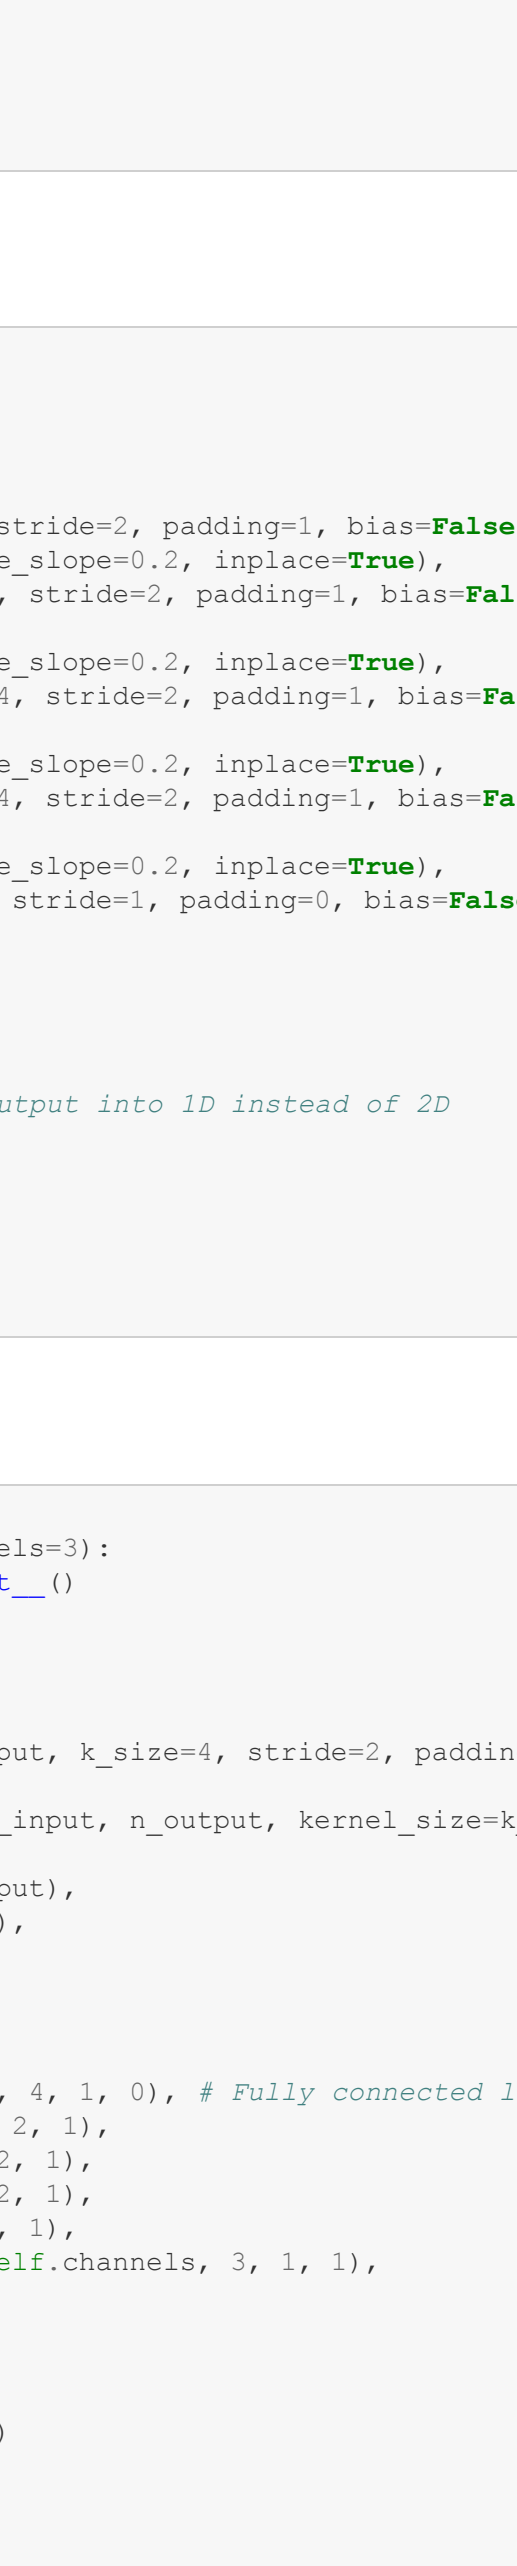 stride=2, padding=1, bias=False
e_slope=0.2, inplace=True),
, stride=2, padding=1, bias=Fal
e_slope=0.2, inplace=True),
4, stride=2, padding=1, bias=Fa
e_slope=0.2, inplace=True),
4, stride=2, padding=1, bias=Fa
e_slope=0.2, inplace=True),
stride=1, padding=0, bias=False
utput into 1D instead of 2D
els=3):
t__()
put, k_size=4, stride=2, paddin
_input, n_output, kernel_size=k_
put),
),
, 4, 1, 0), # Fully connected l
2, 1),
2, 1),
2, 1),
, 1),
elf.channels, 3, 1, 1),
)